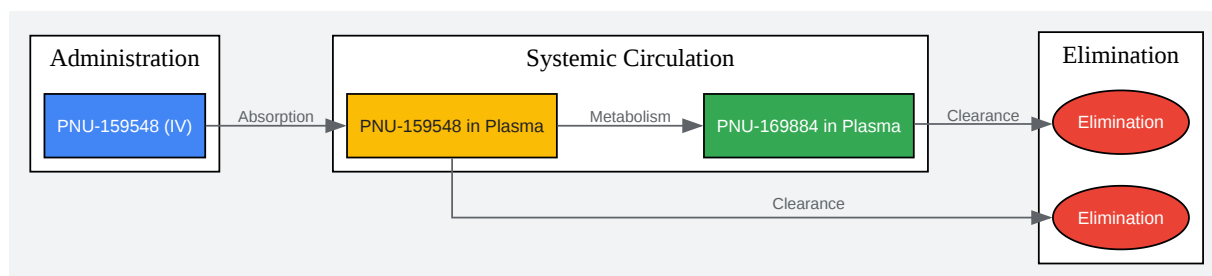 Administration
Systemic Circulation
Elimination
PNU-159548 (IV)
Absorption
PNU-159548 in Plasma
Metabolism
PNU-169884 in Plasma
Clearance
Elimination
Clearance
Elimination